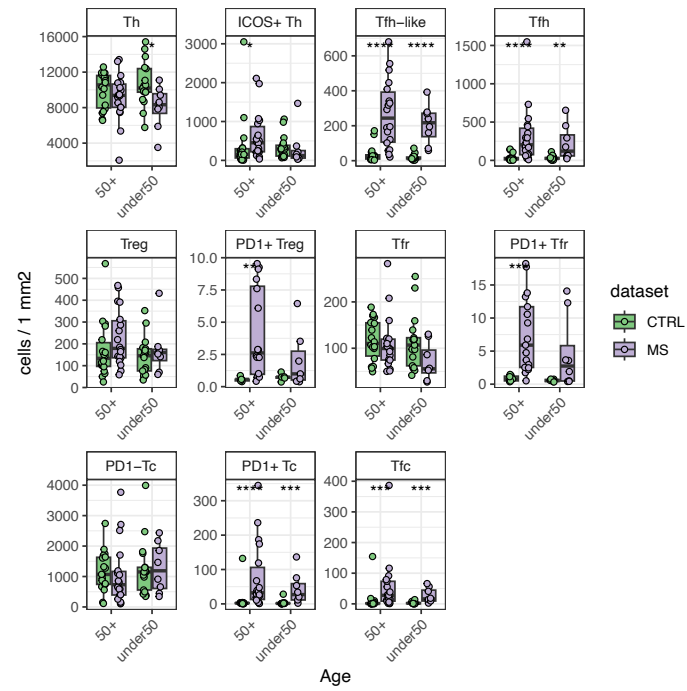 Th
ICOS+ Th
Tfh−like
Tfh
16000
12000
8000
4000
*
3000
2000
1000
0
*
600
400
200
0
**** ****
1500
1000
500
0
**** **
50+ under50
50+ under50
50+ under50
50+ under50
Treg
PD1+ Treg
Tfr
PD1+ Tfr
500
400
300
200
100
0
10.0
7.5
5.0
2.5
0.0
200
100
15
10
5
0
50+ under50
50+ under50
50+ under50
50+ under50
PD1−Tc
PD1+ Tc
Tfc
4000
3000
2000
1000
0
300
200
100
0
**** ***
400
300
200
100
0
***
50+ under50
50+ under50
50+ under50
cells / 1 mm2
Age
dataset
CTRL
MS